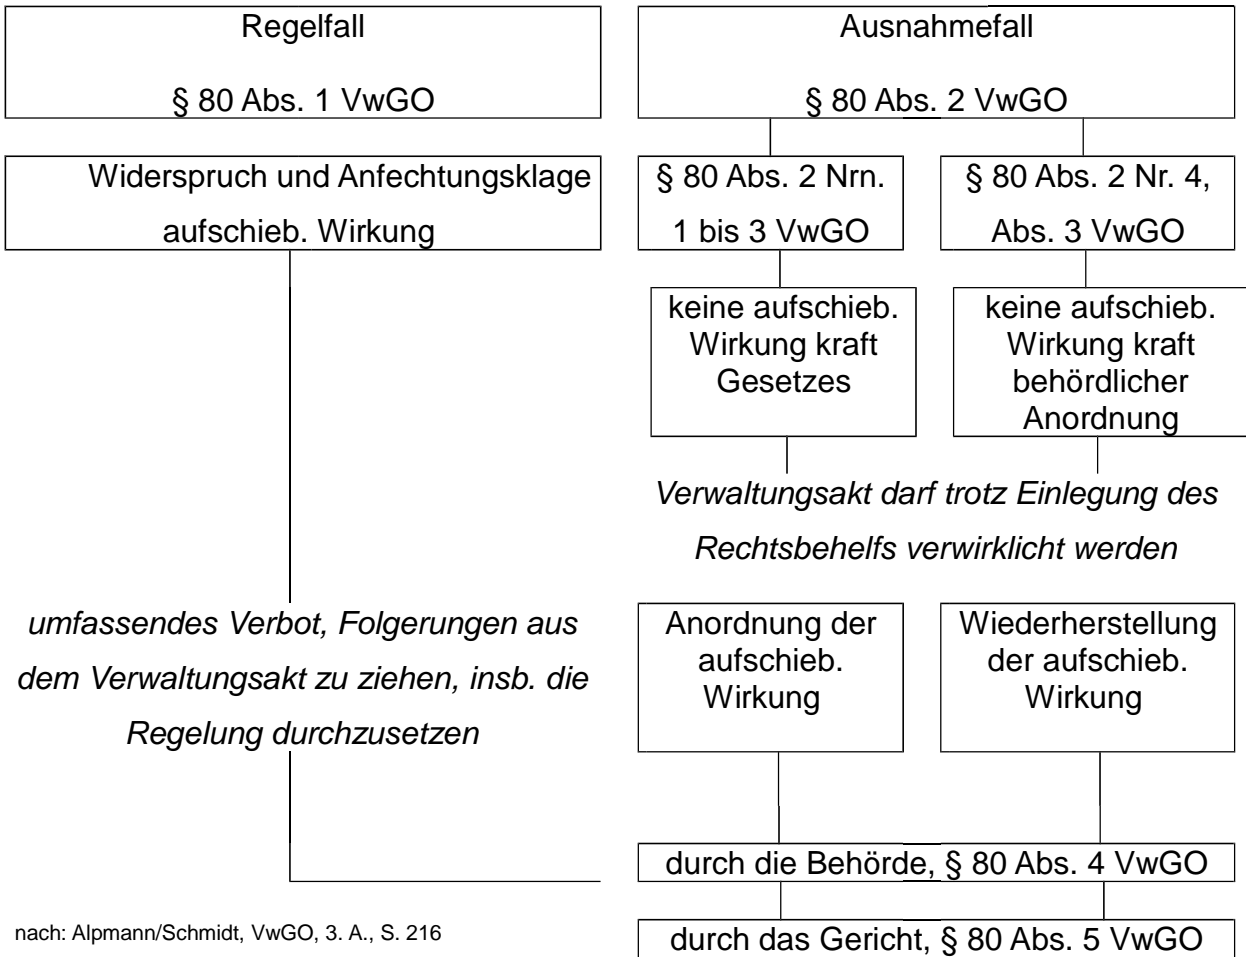 Regelfall
§ 80 Abs. 1 VwGO
Widerspruch und Anfechtungsklage
aufschieb. Wirkung
umfassendes Verbot, Folgerungen aus
dem Verwaltungsakt zu ziehen, insb. die
Regelung durchzusetzen
Ausnahmefall
§ 80 Abs. 2 VwGO
§ 80 Abs. 2 Nrn.
1 bis 3 VwGO
keine aufschieb.
Wirkung kraft
Gesetzes
§ 80 Abs. 2 Nr. 4,
Abs. 3 VwGO
keine aufschieb.
Wirkung kraft
behördlicher
Anordnung
Verwaltungsakt darf trotz Einlegung des
Rechtsbehelfs verwirklicht werden
Anordnung der
aufschieb.
Wirkung
Wiederherstellung
der aufschieb.
Wirkung
durch die Behörde, § 80 Abs. 4 VwGO
durch das Gericht, § 80 Abs. 5 VwGO
nach: Alpmann/Schmidt, VwGO, 3. A., S. 216